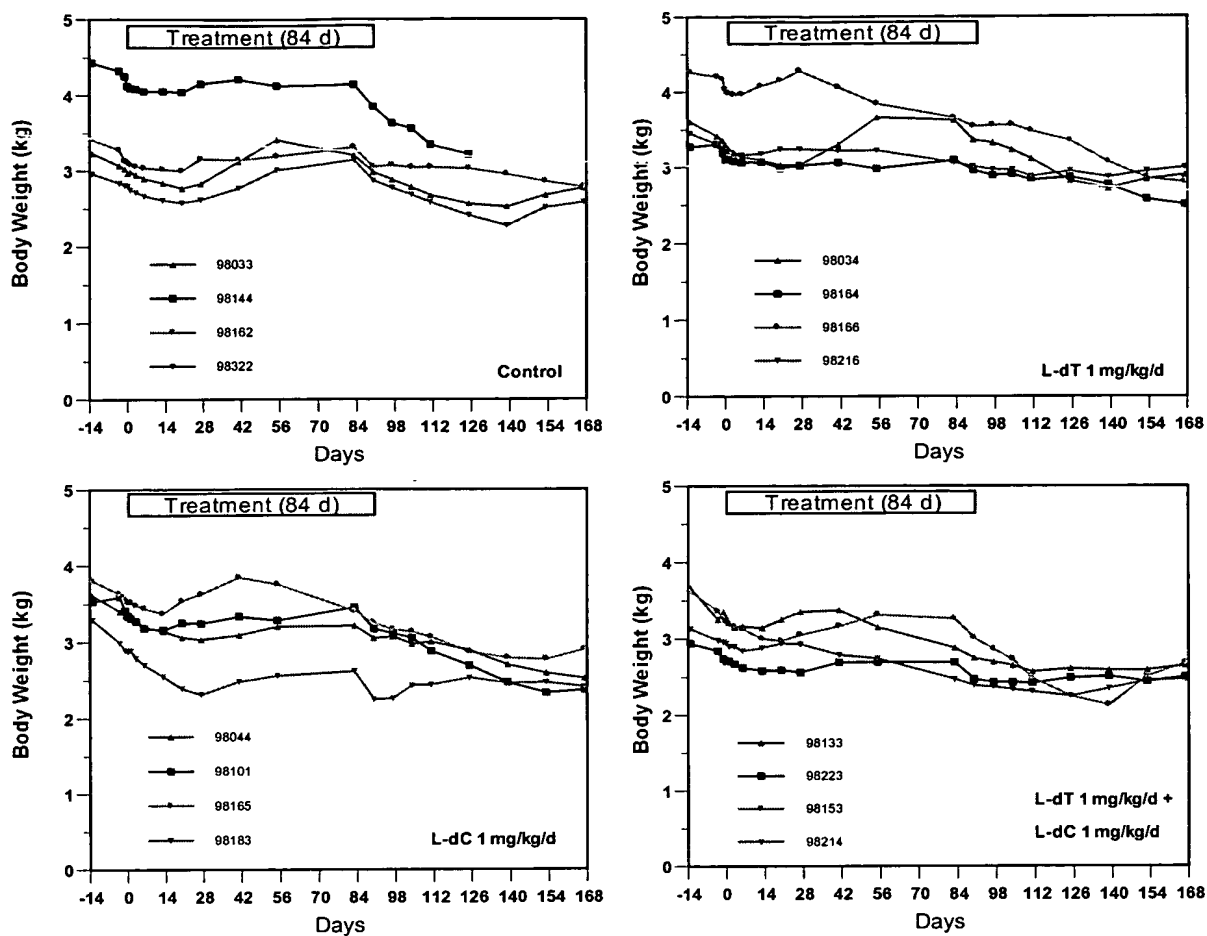 5
Treatment (84 d)
4
3
2
1
0
Body Weight (kg)
98033
98144
98162
98322
Control
-14 0 14 28 42 56 70 84 98 112 126 140 154 168
Days
5
Treatment (84 d)
4
3
2
1
0
Body Weight (kg)
98034
98164
98166
98216
L-dT 1 mg/kg/d
-14 0 14 28 42 56 70 84 98 112 126 140 154 168
Days
5
Treatment (84 d)
4
3
2
1
0
Body Weight (kg)
98044
98101
98165
98183
L-dC 1 mg/kg/d
-14 0 14 28 42 56 70 84 98 112 126 140 154 168
Days
5
Treatment (84 d)
4
3
2
1
0
Body Weight (kg)
98133
98223
98153
98214
L-dT 1 mg/kg/d +
L-dC 1 mg/kg/d
-14 0 14 28 42 56 70 84 98 112 126 140 154 168
Days